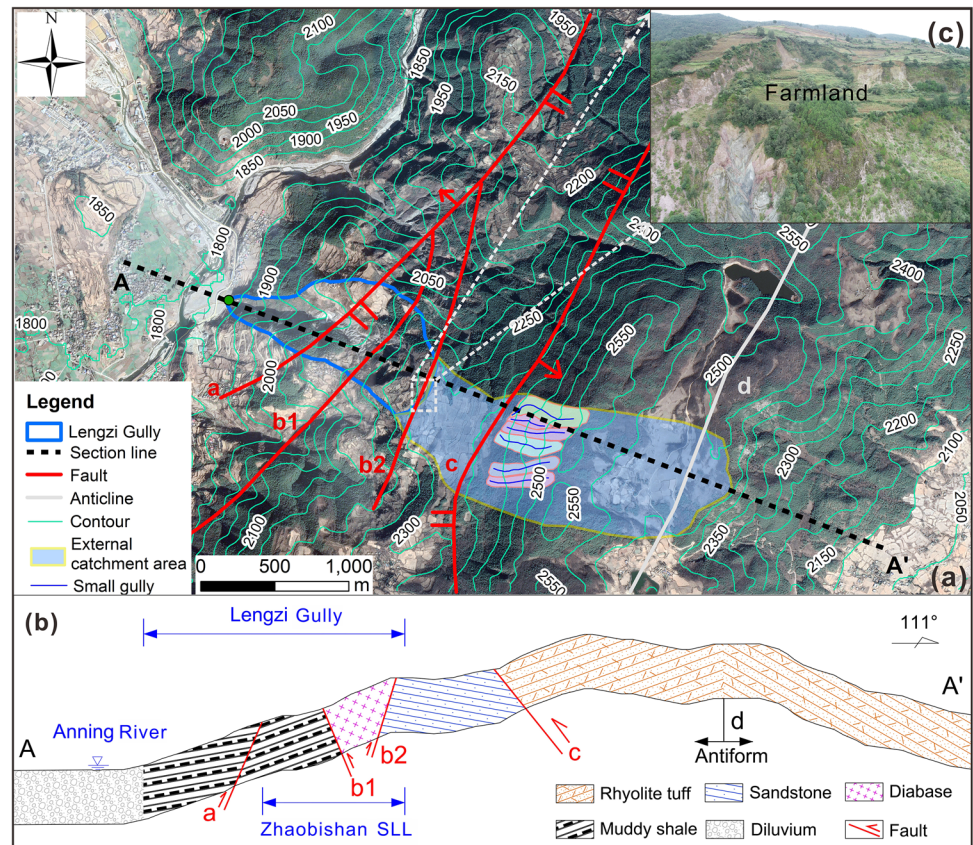 N
2100
1950
1850
2150
1950
2050
2000
1950
1900
1850
(c)
Farmland
1850
1800
1900
2050
2200
2400
2550
2400
A
1800
1800
2250
2550
2250
2000
2500
d
a
b1
b2
c
2200
2100
2500
2550
2300
2050
2100
2300
2350
2150
2550
A'
(a)
Legend
Lengzi Gully
Section line
Fault
Anticline
Contour
External
catchment area
Small gully
0 500 1,000
m
(b)
Lengzi Gully
111°
A'
A
Anning River
d
Antiform
a
b1
b2
c
Zhaobishan SLL
Rhyolite tuff
Sandstone
Diabase
Muddy shale
Diluvium
Fault